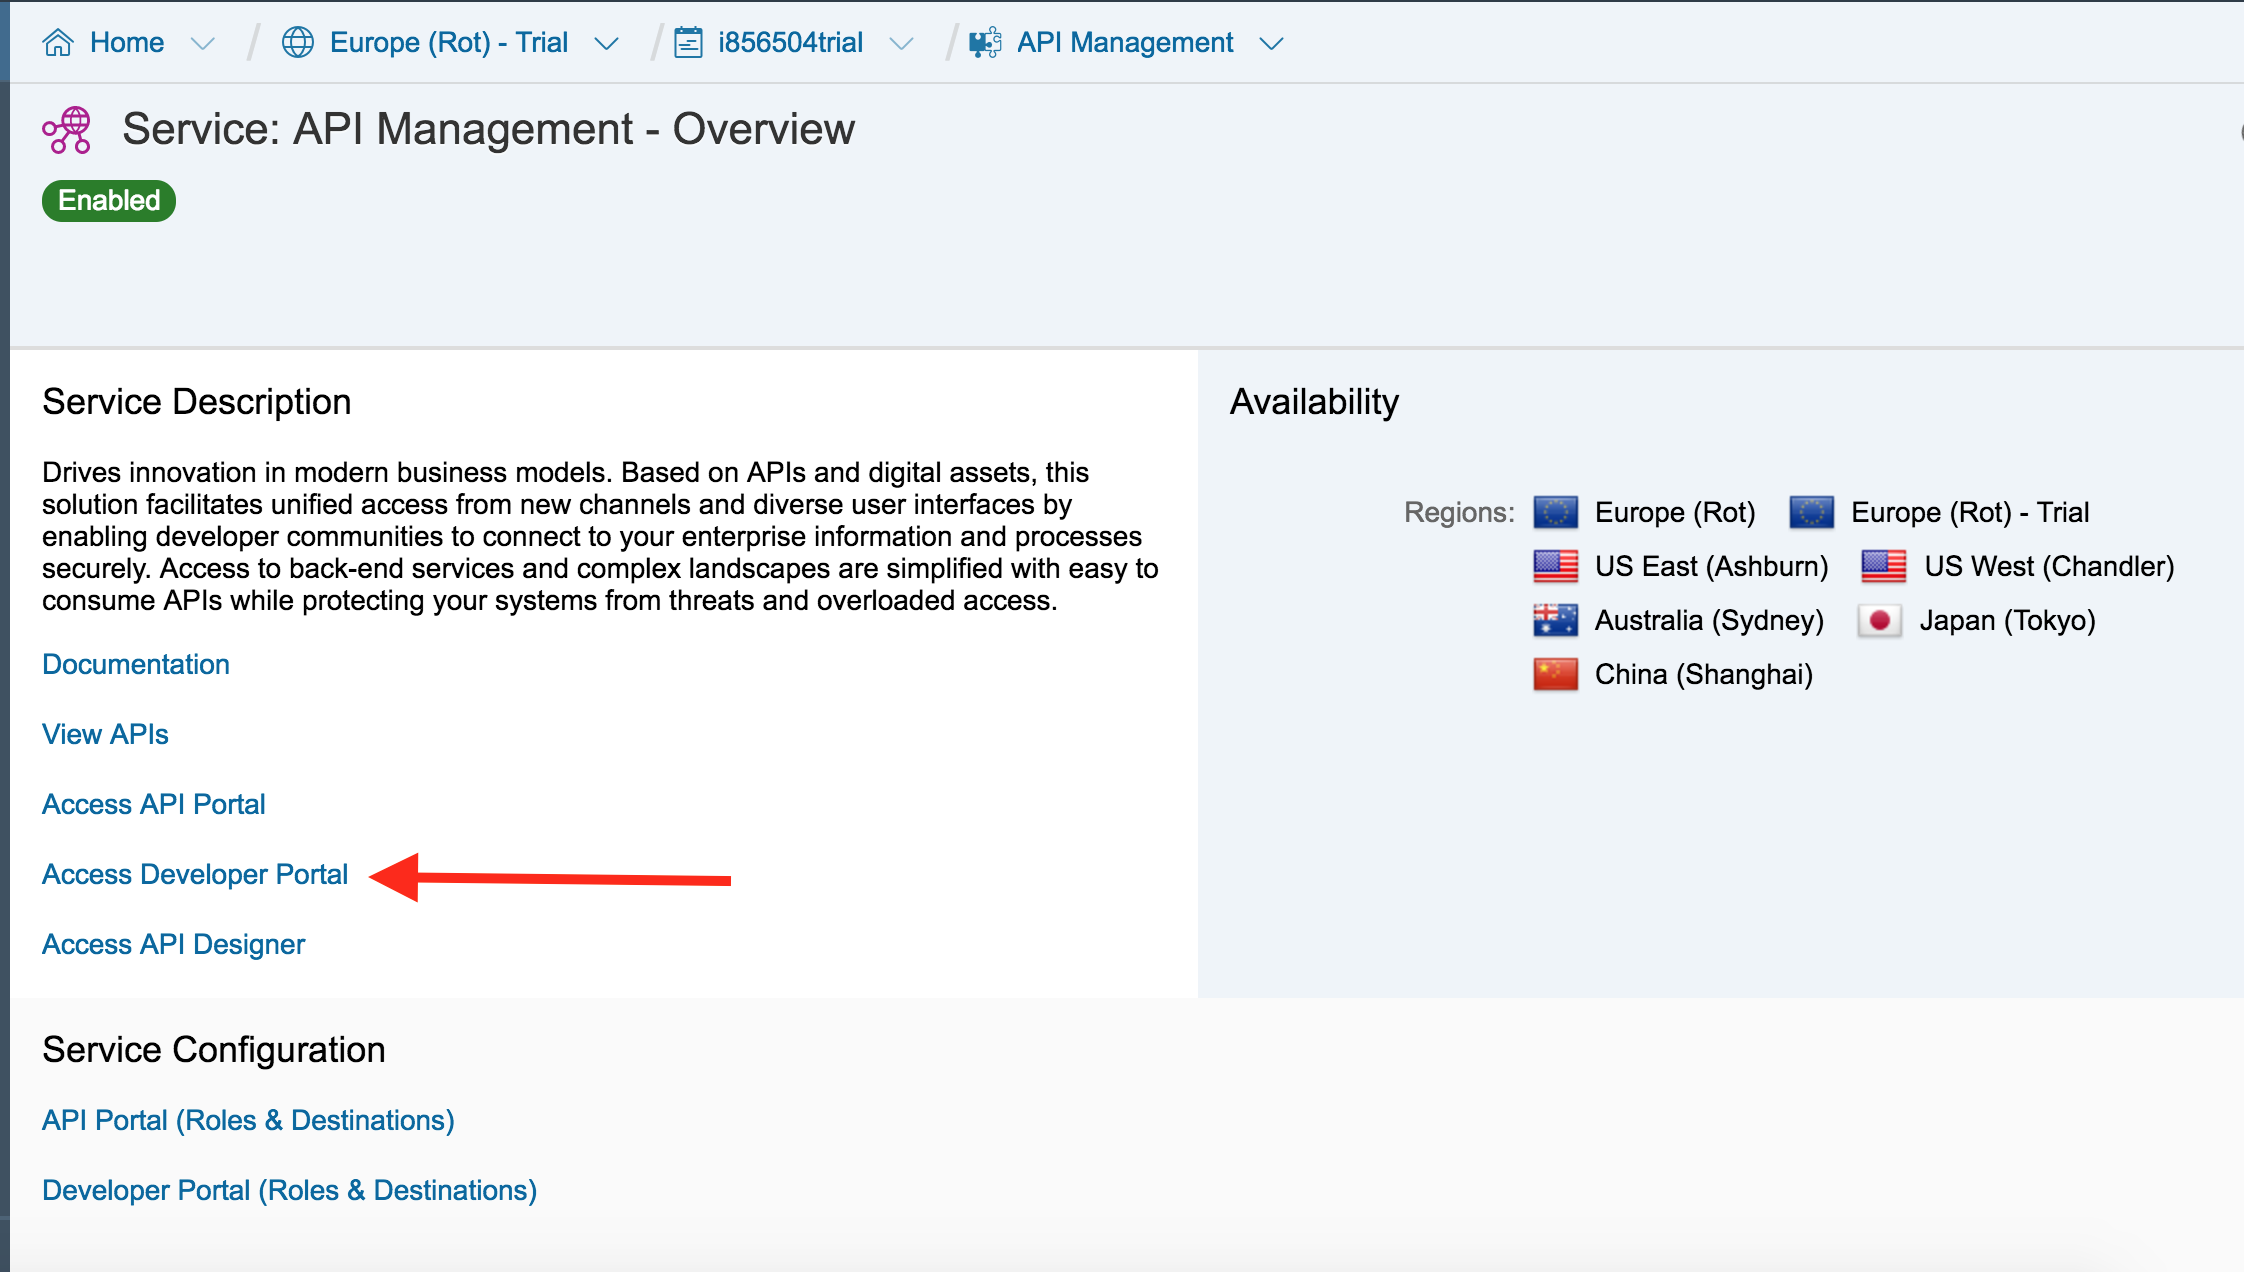 Home / Europe (Rot) - Trial / i856504trial / API Management
Service: API Management - Overview
Enabled
Service Description
Drives innovation in modern business models. Based on APIs and digital assets, this
solution facilitates unified access from new channels and diverse user interfaces by
enabling developer communities to connect to your enterprise information and processes
securely. Access to back-end services and complex landscapes are simplified with easy to
consume APIs while protecting your systems from threats and overloaded access.
Documentation
View APIs
Access API Portal
Access Developer Portal
Access API Designer
Availability
Regions: Europe (Rot) Europe (Rot) - Trial
US East (Ashburn) US West (Chandler)
Australia (Sydney) Japan (Tokyo)
China (Shanghai)
Service Configuration
API Portal (Roles & Destinations)
Developer Portal (Roles & Destinations)